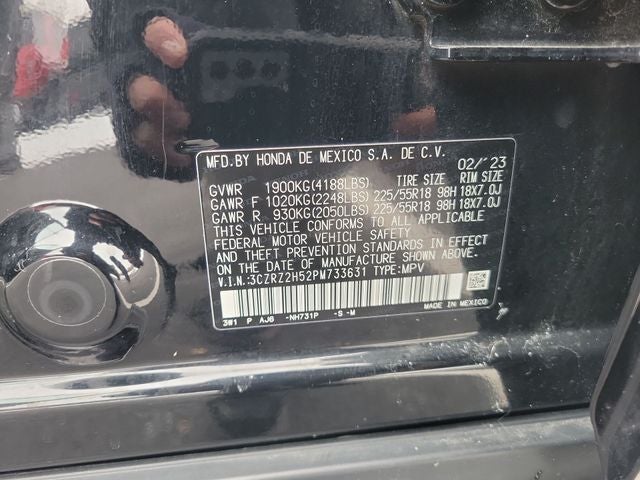 MFD.BY HONDA DE MEXICO S.A. DE C.V.
02/'23
GVWR 1900KG(4188LBS) TIRE SIZE RIM SIZE
GAWR F 1020KG(2248LBS) 225/55R18 98H 18X7.0J
GAWR R 930KG(2050LBS) 225/55R18 98H 18X7.0J
THIS VEHICLE CONFORMS TO ALL APPLICABLE
FEDERAL MOTOR VEHICLE SAFETY
AND THEFT PREVENTION STANDARDS IN EFFECT
ON THE DATE OF MANUFACTURE SHOWN ABOVE.
V.I.N.:3CZRZ2H52PM733631 TYPE:MPV
3W1 P AJ6 -NH731P -S -M MADE IN MEXICO